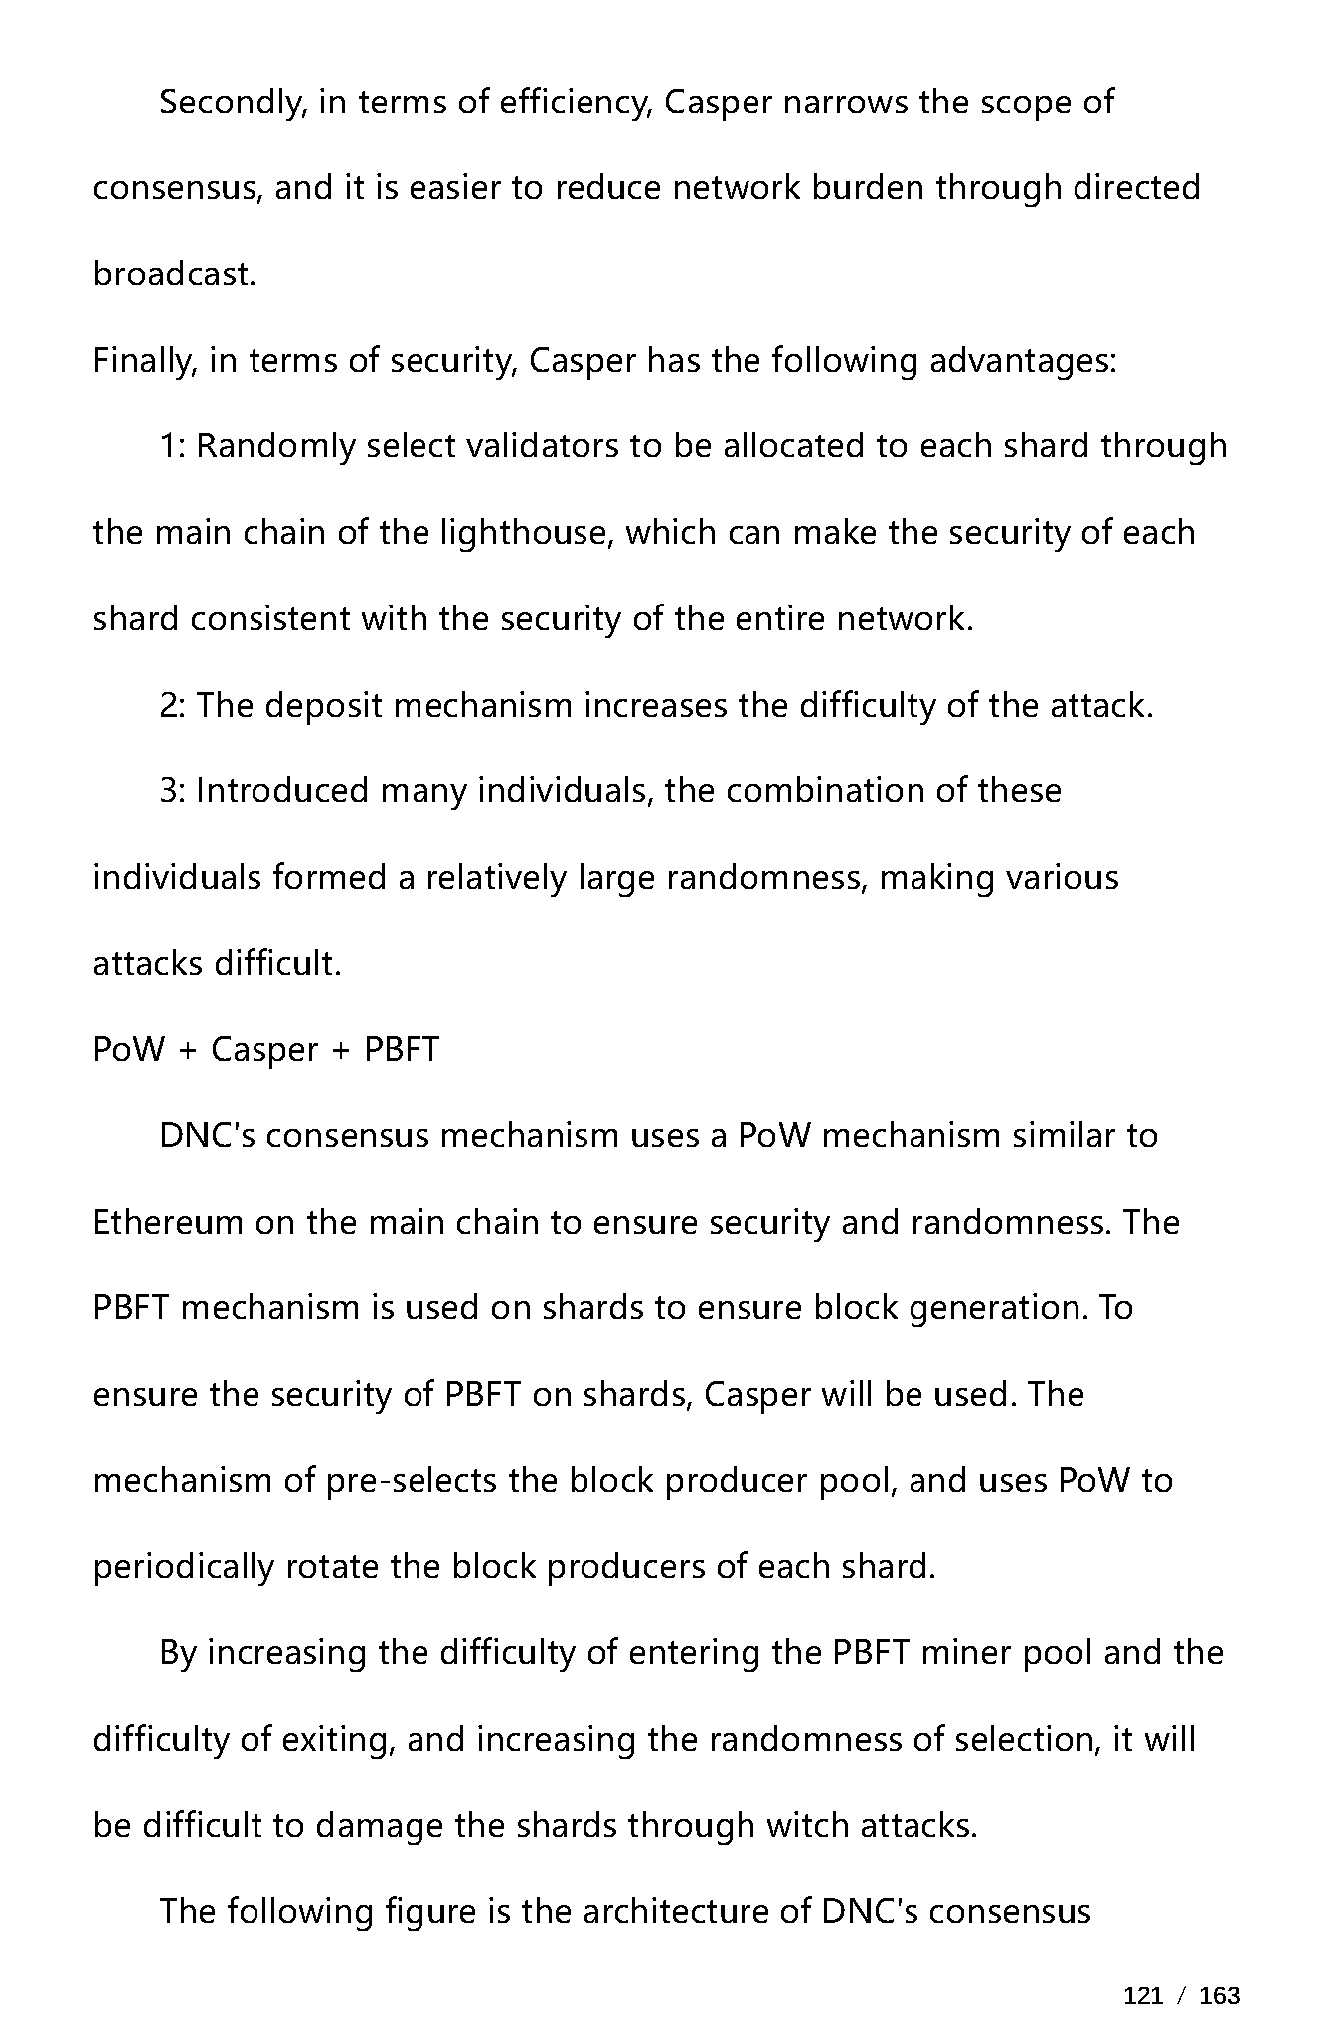 Secondly, in terms of efficiency, Casper narrows the scope of
consensus, and it is easier to reduce network burden through directed
broadcast.
Finally, in terms of security, Casper has the following advantages:
1: Randomly select validators to be allocated to each shard through
the main chain of the lighthouse, which can make the security of each
shard consistent with the security of the entire network.
2: The deposit mechanism increases the difficulty of the attack.
3: Introduced many individuals, the combination of these
individuals formed a relatively large randomness, making various
attacks difficult.
PoW + Casper + PBFT
DNC's consensus mechanism uses a PoW mechanism similar to
Ethereum on the main chain to ensure security and randomness. The
PBFT mechanism is used on shards to ensure block generation. To
ensure the security of PBFT on shards, Casper will be used. The
mechanism of pre-selects the block producer pool, and uses PoW to
periodically rotate the block producers of each shard.
By increasing the difficulty of entering the PBFT miner pool and the
difficulty of exiting, and increasing the randomness of selection, it will
be difficult to damage the shards through witch attacks.
The following figure is the architecture of DNC's consensus
121 / 163